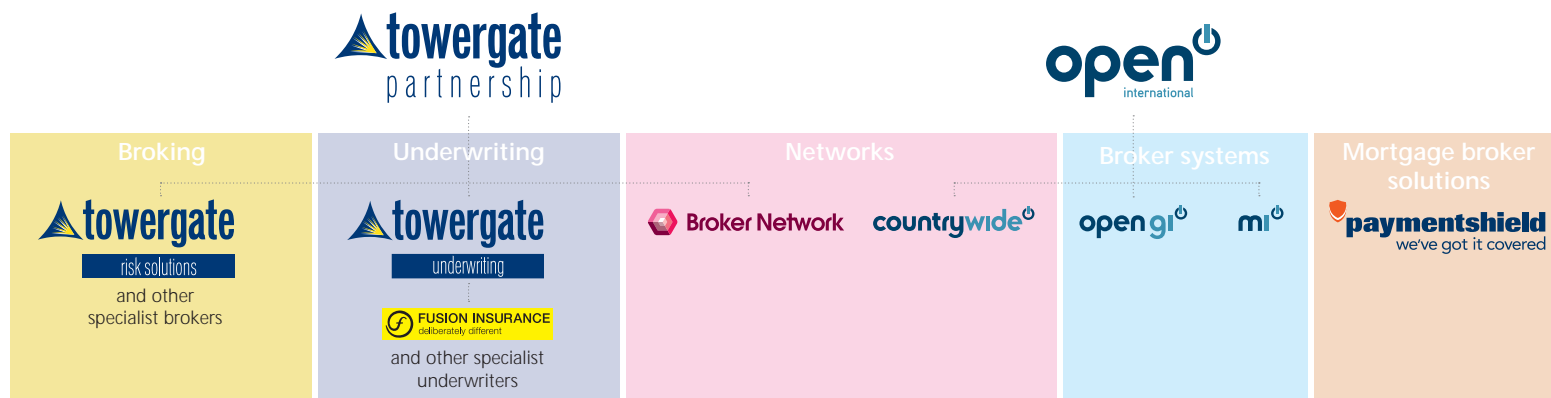 towergate
partnership
open
international
Broking
towergate
risk solutions
and other
specialist brokers
Underwriting
towergate
underwriting
FUSION INSURANCE
deliberately different
and other specialist
underwriters
Networks
Broker Network
countrywide
Broker systems
open gi
mi
Mortgage broker
solutions
paymentshield
we've got it covered